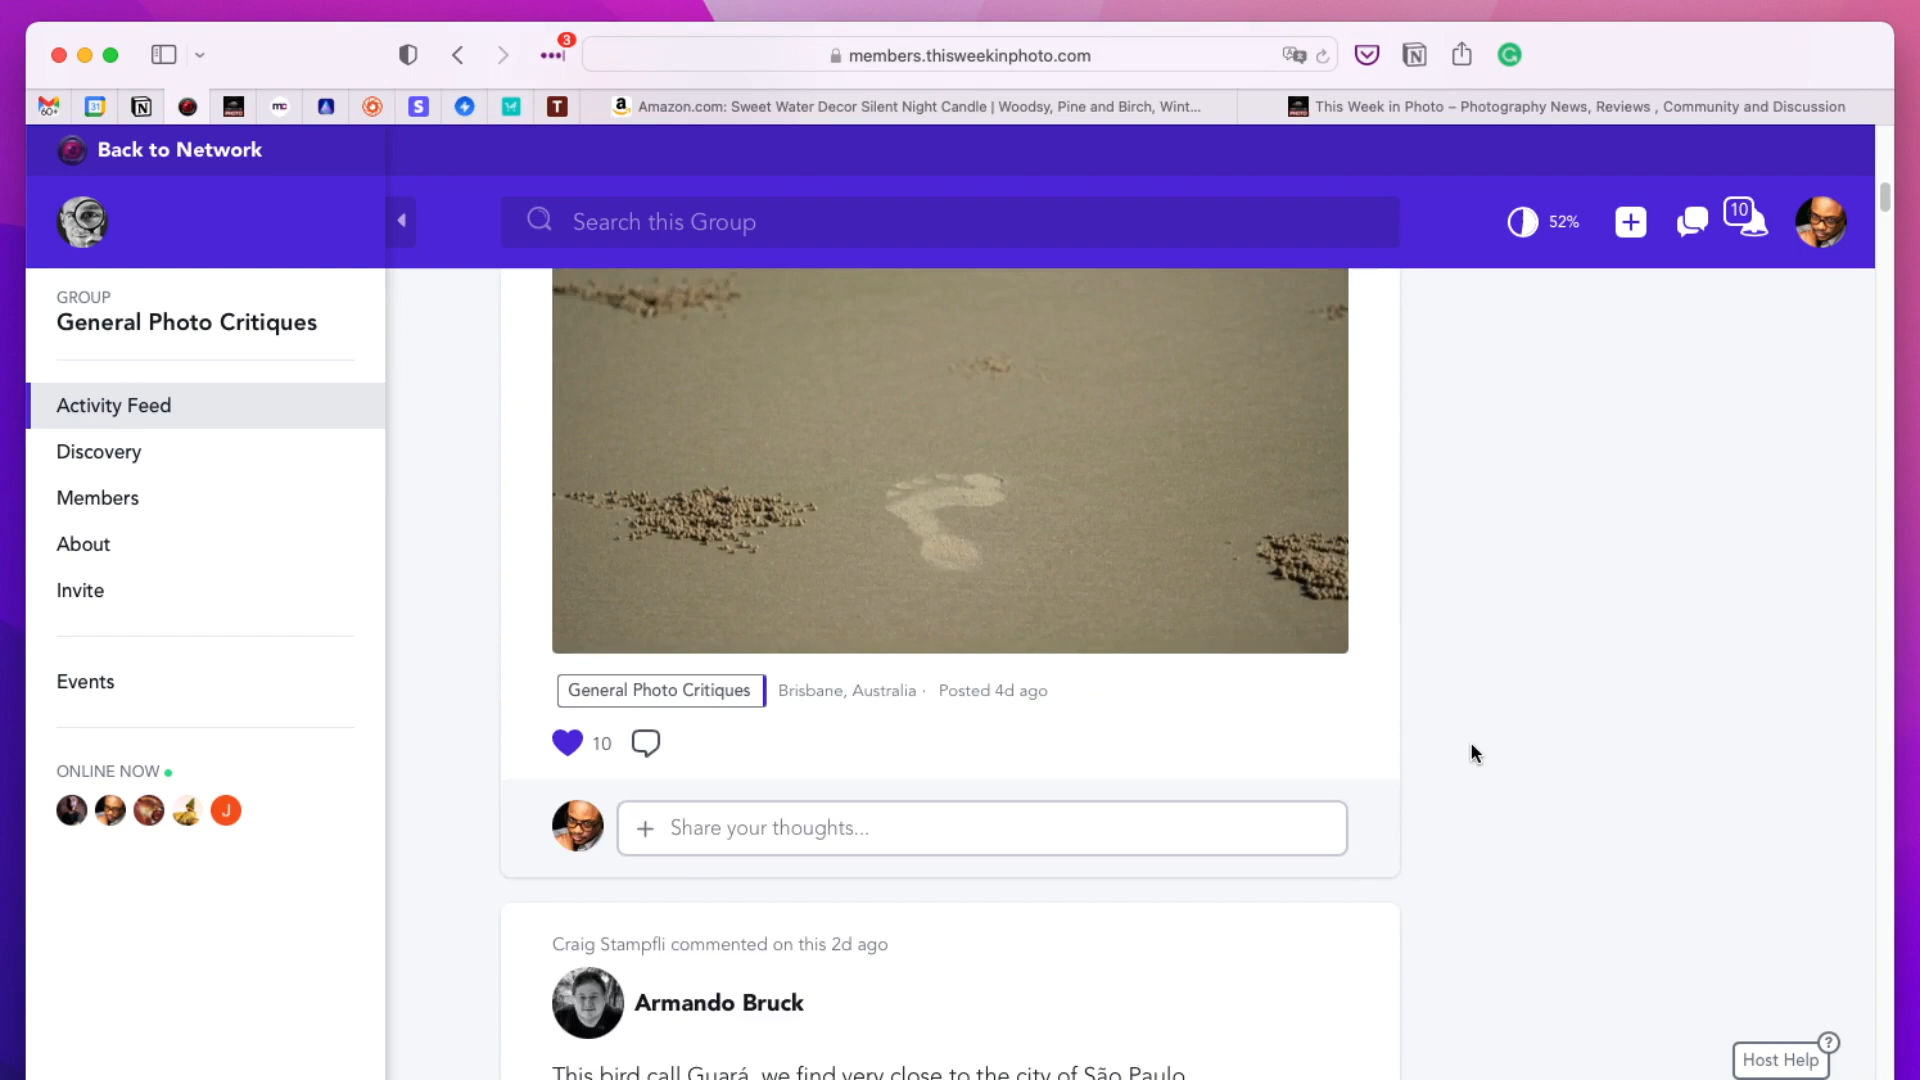 3
members.thisweekinphoto.com
60+
31
mc
S
T
a Amazon.com: Sweet Water Decor Silent Night Candle | Woodsy, Pine and Birch, Wint...
This Week in Photo – Photography News, Reviews , Community and Discussion
Back to Network
Search this Group
52%
10
GROUP
General Photo Critiques
Activity Feed
Discovery
Members
About
Invite
Events
ONLINE NOW
J
General Photo Critiques
Brisbane, Australia · Posted 4d ago
10
+ Share your thoughts...
Craig Stampfli commented on this 2d ago
Armando Bruck
This bird call Guará, we find very close to the city of São Paulo
Host Help ?